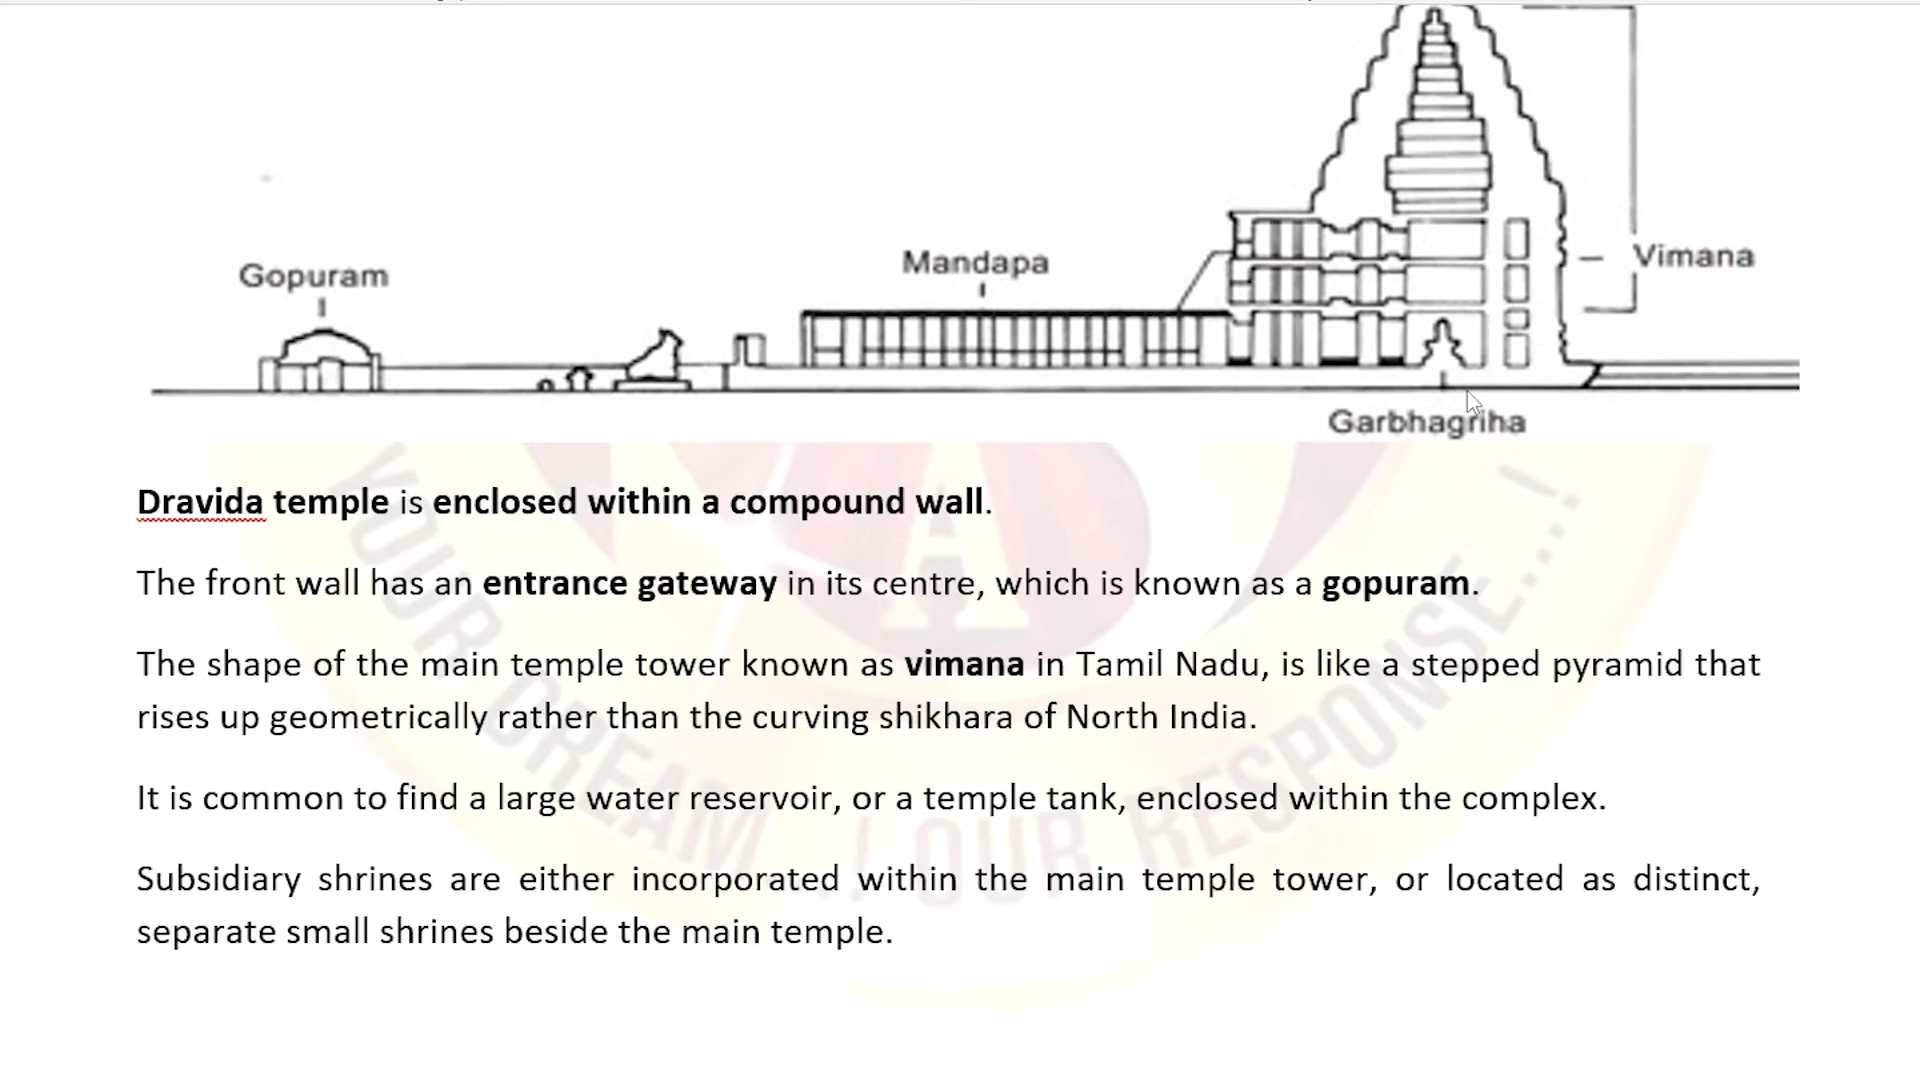 Gopuram
Mandapa
Vimana
Garbhagriha
Dravida temple is enclosed within a compound wall.
The front wall has an entrance gateway in its centre, which is known as a gopuram.
The shape of the main temple tower known as vimana in Tamil Nadu, is like a stepped pyramid that
rises up geometrically rather than the curving shikhara of North India.
It is common to find a large water reservoir, or a temple tank, enclosed within the complex.
Subsidiary shrines are either incorporated within the main temple tower, or located as distinct,
separate small shrines beside the main temple.
YOUR DREAM ! OUR RESPONSE....!